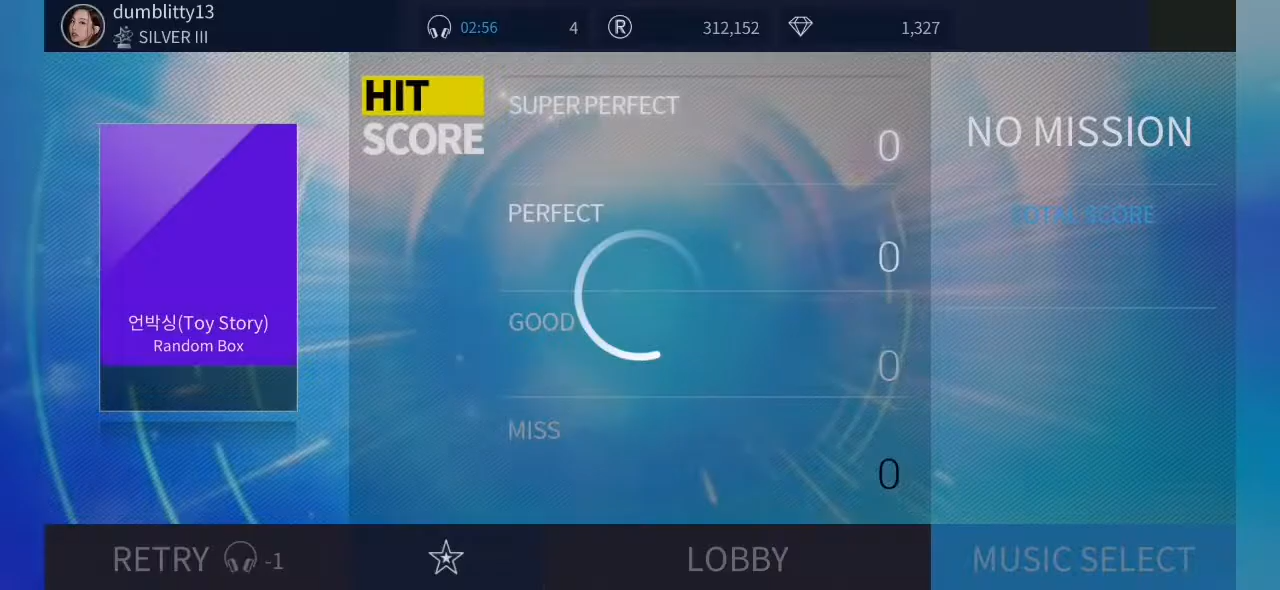 dumblitty13
SILVER III
02:56
4
R
312,152
1,327
HIT
SCORE
SUPER PERFECT
0
PERFECT
0
GOOD
0
MISS
0
NO MISSION
TOTAL SCORE
언박싱(Toy Story)
Random Box
RETRY -1
LOBBY
MUSIC SELECT